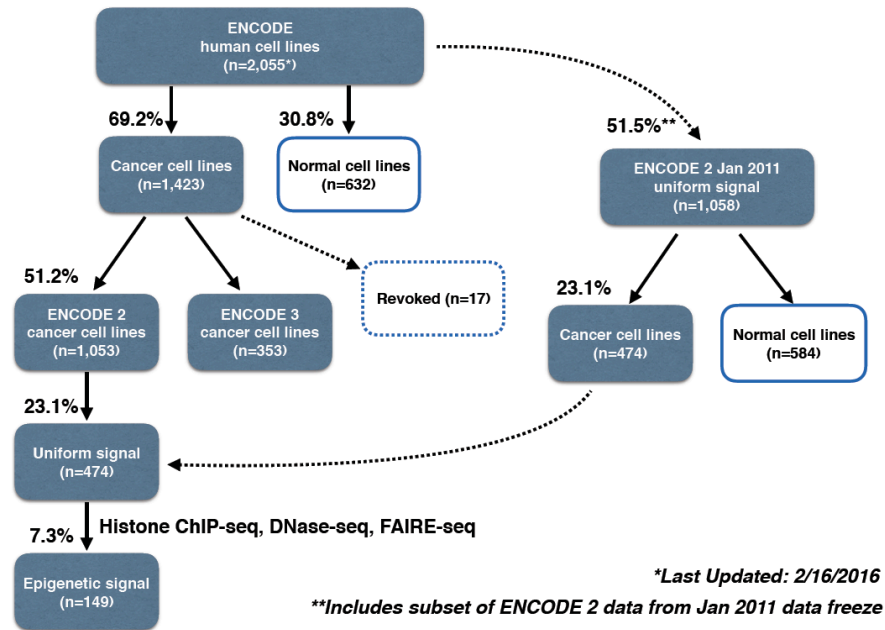 ENCODE
human cell lines
(n=2,055*)
69.2%
30.8%
51.5%**
Cancer cell lines
(n=1,423)
Normal cell lines
(n=632)
ENCODE 2 Jan 2011
uniform signal
(n=1,058)
51.2%
ENCODE 2
cancer cell lines
(n=1,053)
ENCODE 3
cancer cell lines
(n=353)
Revoked (n=17)
23.1%
Cancer cell lines
(n=474)
Normal cell lines
(n=584)
23.1%
Uniform signal
(n=474)
Histone ChIP-seq, DNase-seq, FAIRE-seq
7.3%
Epigenetic signal
(n=149)
*Last Updated: 2/16/2016
**Includes subset of ENCODE 2 data from Jan 2011 data freeze